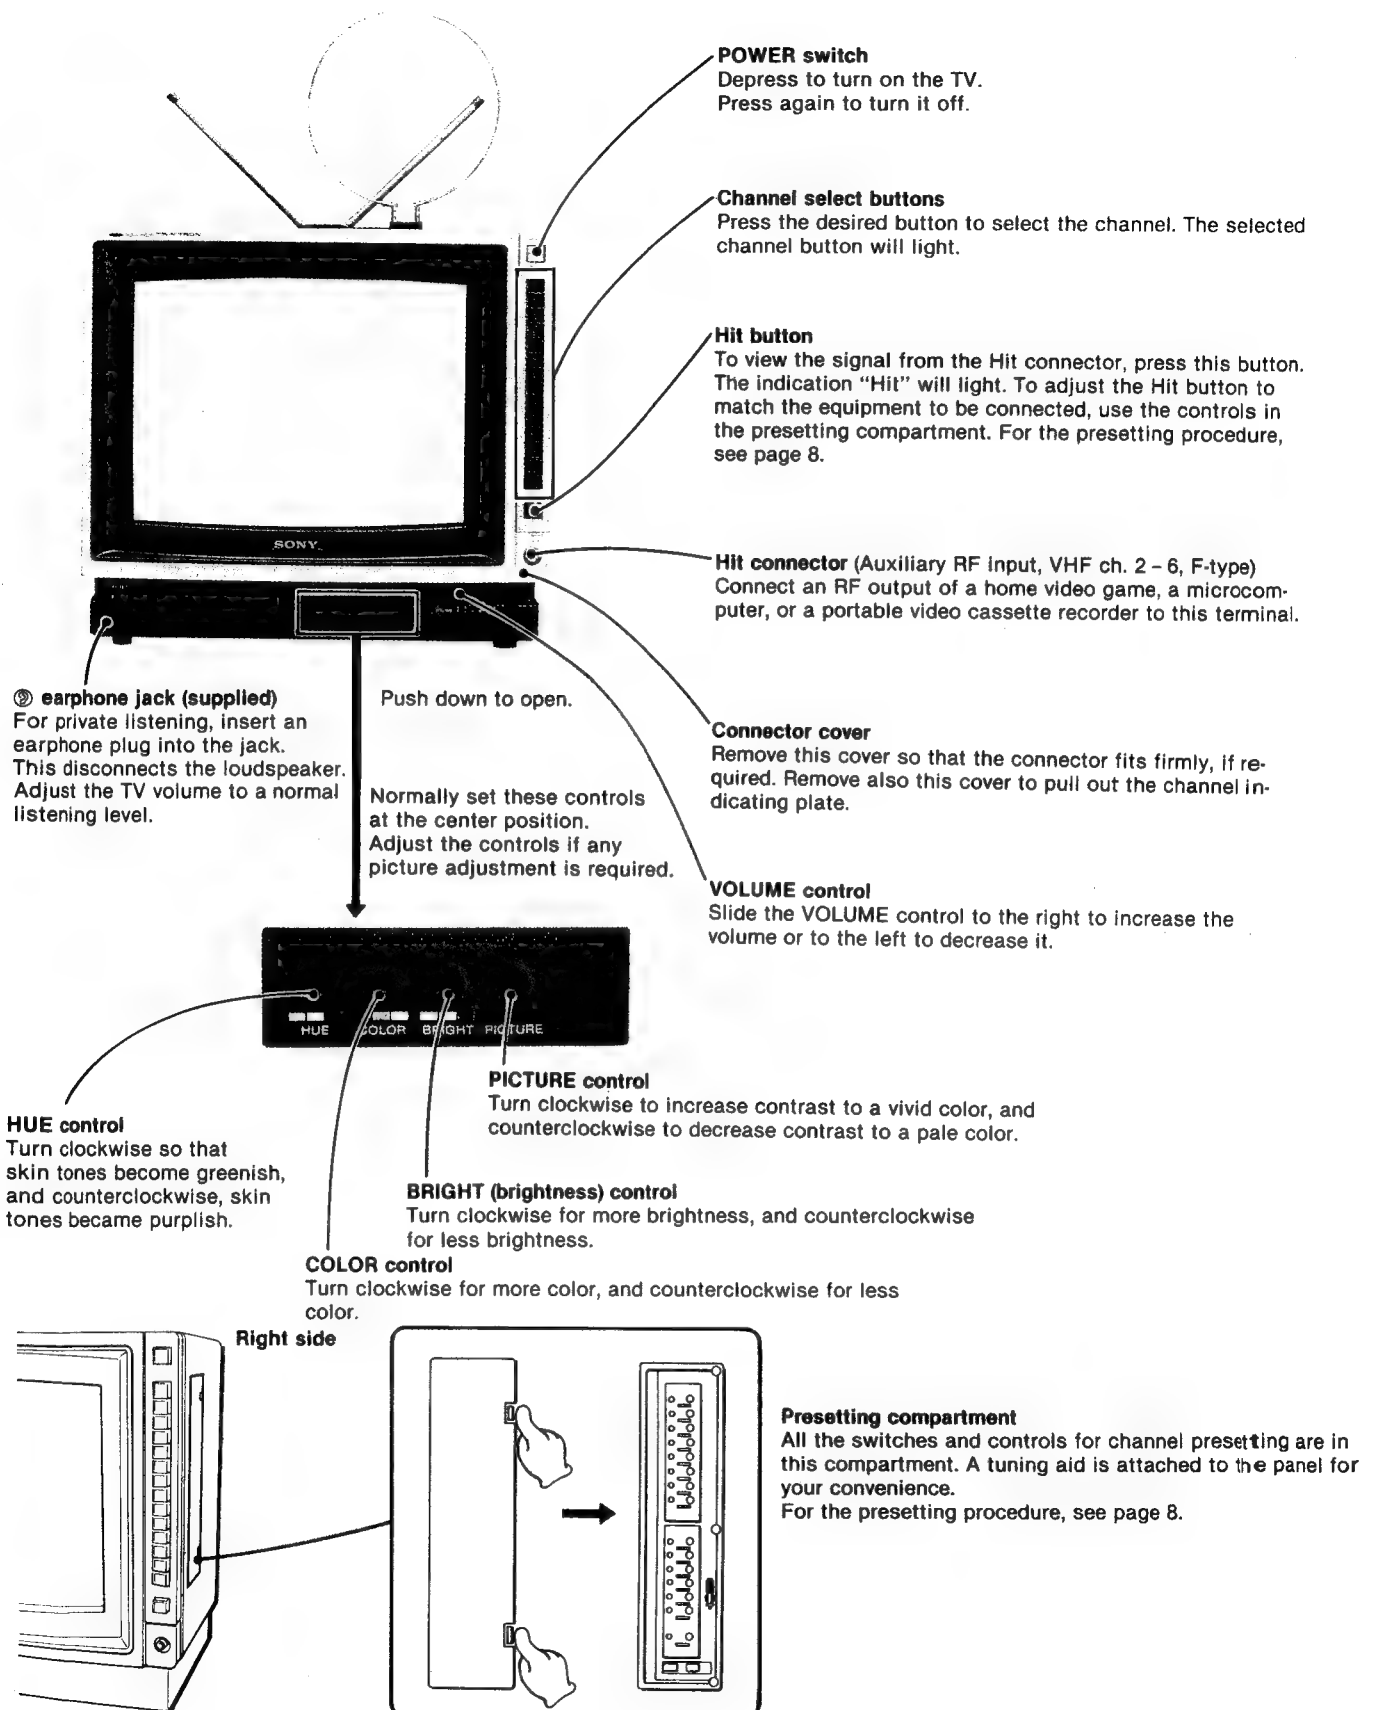 POWER switch
Depress to turn on the TV.
Press again to turn it off.
Channel select buttons
Press the desired button to select the channel. The selected
channel button will light.
Hit button
To view the signal from the Hit connector, press this button.
The indication “Hit” will light. To adjust the Hit button to
match the equipment to be connected, use the controls in
the presetting compartment. For the presetting procedure,
see page 8.
SONY
Hit connector (Auxiliary RF input, VHF ch. 2 – 6, F-type)
Connect an RF output of a home video game, a microcom-
puter, or a portable video cassette recorder to this terminal.
earphone jack (supplied)
For private listening, insert an
earphone plug into the jack.
This disconnects the loudspeaker.
Adjust the TV volume to a normal
listening level.
Push down to open.
Connector cover
Remove this cover so that the connector fits firmly, if re-
quired. Remove also this cover to pull out the channel in-
dicating plate.
Normally set these controls
at the center position.
Adjust the controls if any
picture adjustment is required.
VOLUME control
Slide the VOLUME control to the right to increase the
volume or to the left to decrease it.
HUE COLOR BRIGHT PICTURE
PICTURE control
Turn clockwise to increase contrast to a vivid color, and
counterclockwise to decrease contrast to a pale color.
HUE control
Turn clockwise so that
skin tones become greenish,
and counterclockwise, skin
tones became purplish.
BRIGHT (brightness) control
Turn clockwise for more brightness, and counterclockwise
for less brightness.
COLOR control
Turn clockwise for more color, and counterclockwise for less
color.
Right side
Presetting compartment
All the switches and controls for channel presetting are in
this compartment. A tuning aid is attached to the panel for
your convenience.
For the presetting procedure, see page 8.